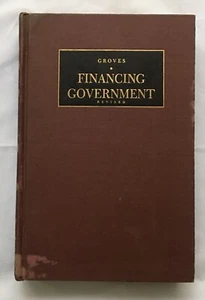 GROVES
FINANCING
GOVERNMENT
REVISED